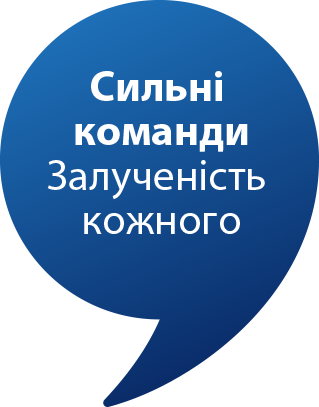 Сильні
команди
Залученість
кожного